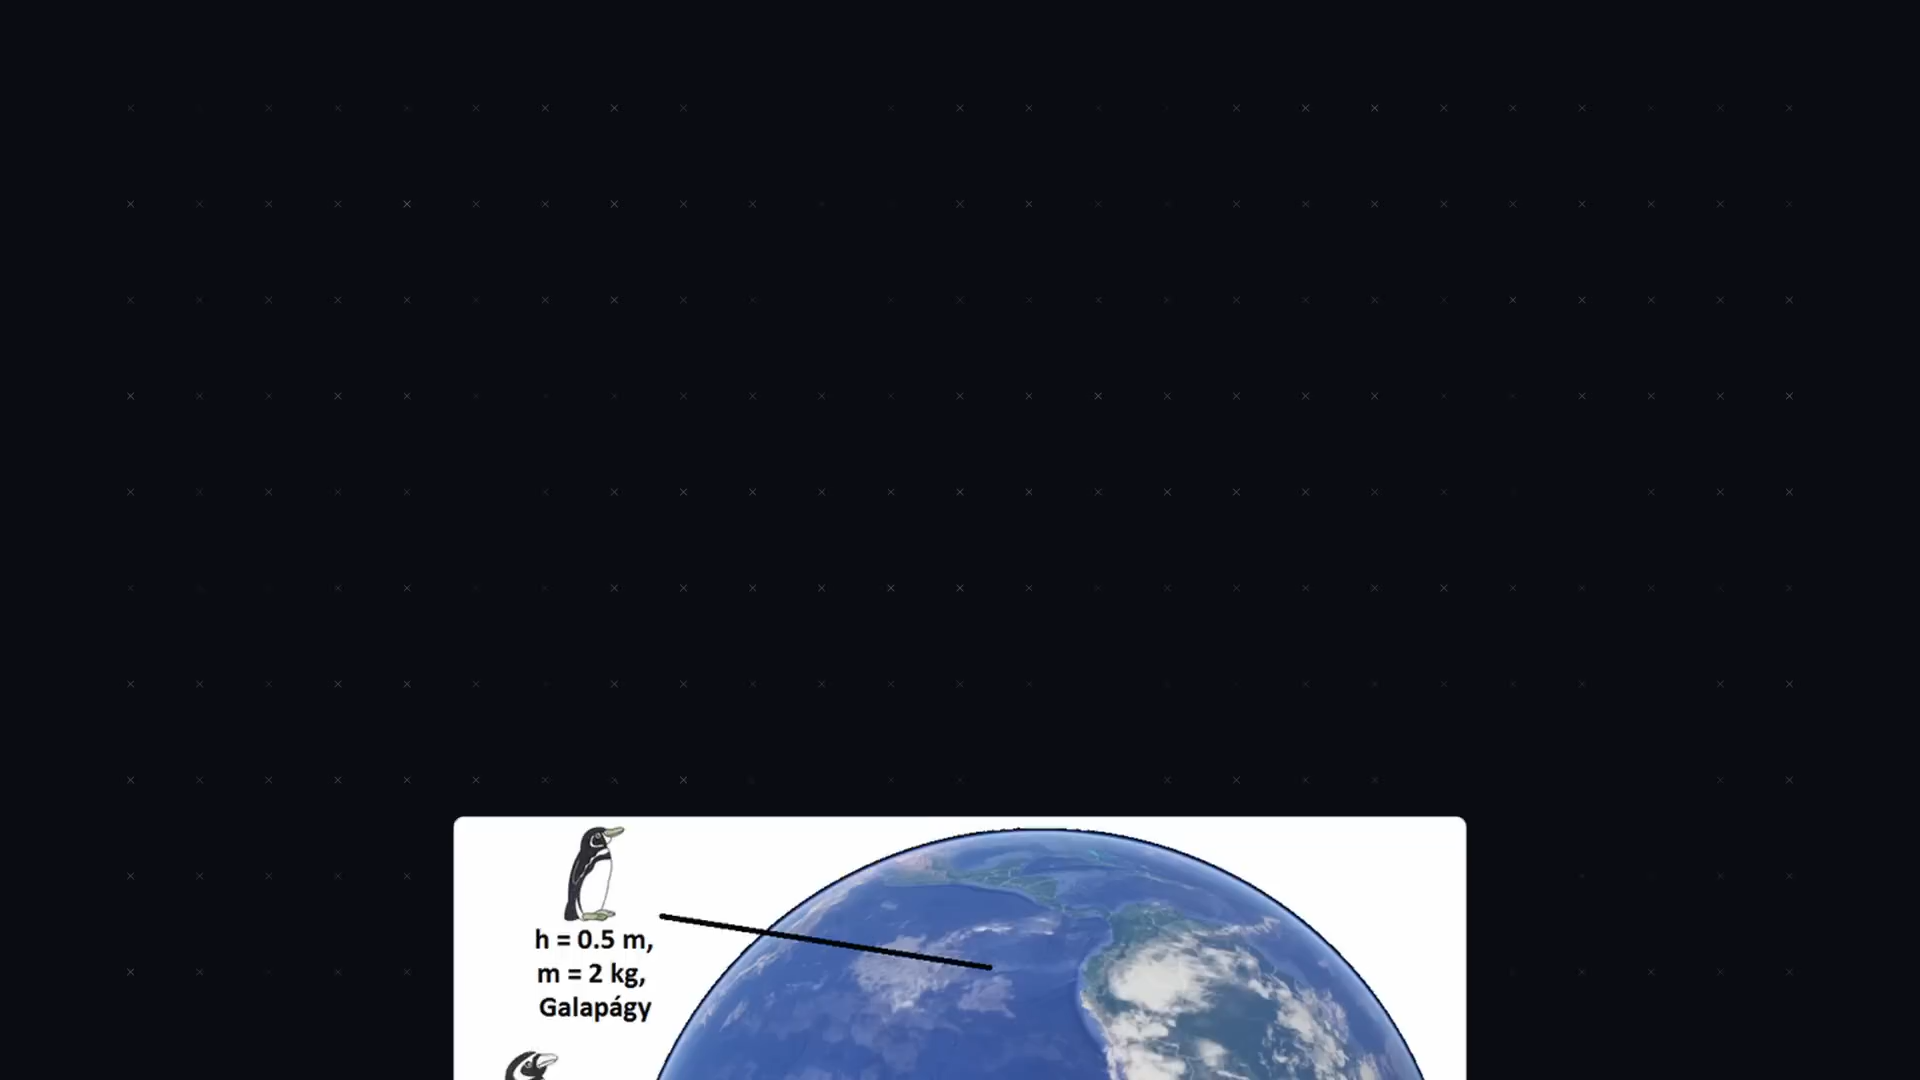 h = 0.5 m,
m = 2 kg,
Galapágy